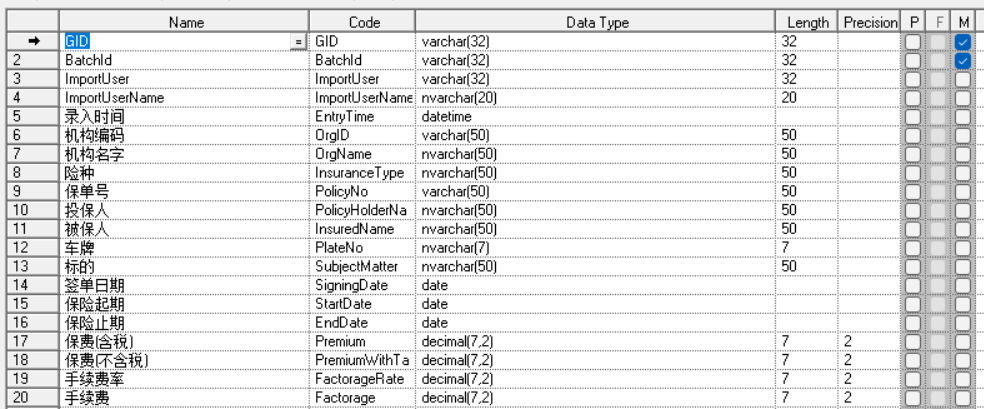 Name Code Data Type Length Precision P F M
GID = GID varchar(32) 32
2 BatchId BatchId varchar(32) 32
3 ImportUser ImportUser varchar(32) 32
4 ImportUserName ImportUserName nvarchar(20) 20
5 录入时间 EntryTime datetime
6 机构编码 OrgID varchar(50) 50
7 机构名字 OrgName nvarchar(50) 50
8 险种 InsuranceType nvarchar(50) 50
9 保单号 PolicyNo varchar(50) 50
10 投保人 PolicyHolderNa nvarchar(50) 50
11 被保人 InsuredName nvarchar(50) 50
12 车牌 PlateNo nvarchar(7) 7
13 标的 SubjectMatter nvarchar(50) 50
14 签单日期 SigningDate date
15 保险起期 StartDate date
16 保险止期 EndDate date
17 保费(含税) Premium decimal(7,2) 7 2
18 保费(不含税) PremiumWithTa decimal(7,2) 7 2
19 手续费率 FactorageRate decimal(7,2) 7 2
20 手续费 Factorage decimal(7,2) 7 2